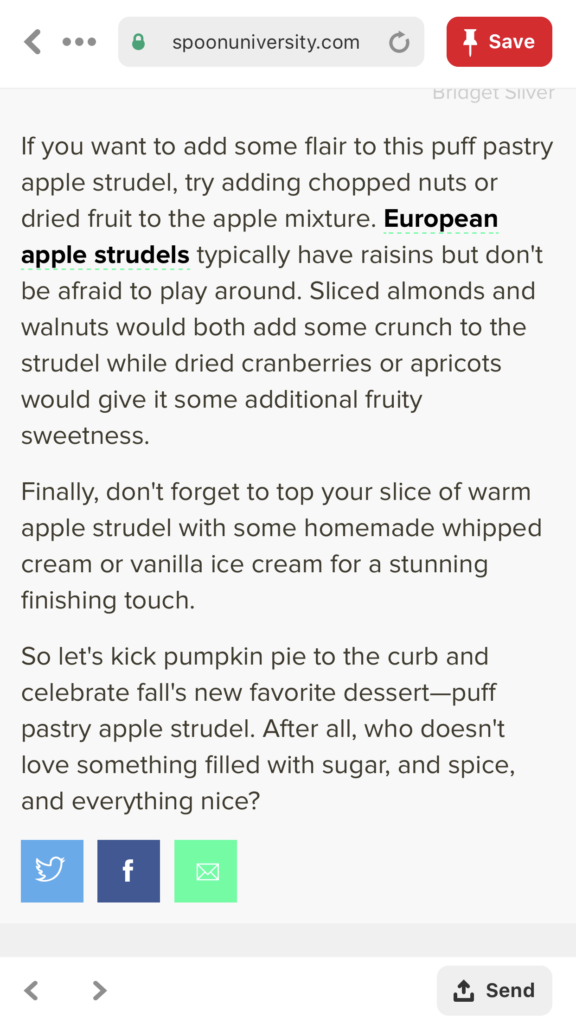 spoonuniversity.com
Save
Bridget Silver
If you want to add some flair to this puff pastry
apple strudel, try adding chopped nuts or
dried fruit to the apple mixture. European
apple strudels typically have raisins but don't
be afraid to play around. Sliced almonds and
walnuts would both add some crunch to the
strudel while dried cranberries or apricots
would give it some additional fruity
sweetness.
Finally, don't forget to top your slice of warm
apple strudel with some homemade whipped
cream or vanilla ice cream for a stunning
finishing touch.
So let's kick pumpkin pie to the curb and
celebrate fall's new favorite dessert—puff
pastry apple strudel. After all, who doesn't
love something filled with sugar, and spice,
and everything nice?
f
Send